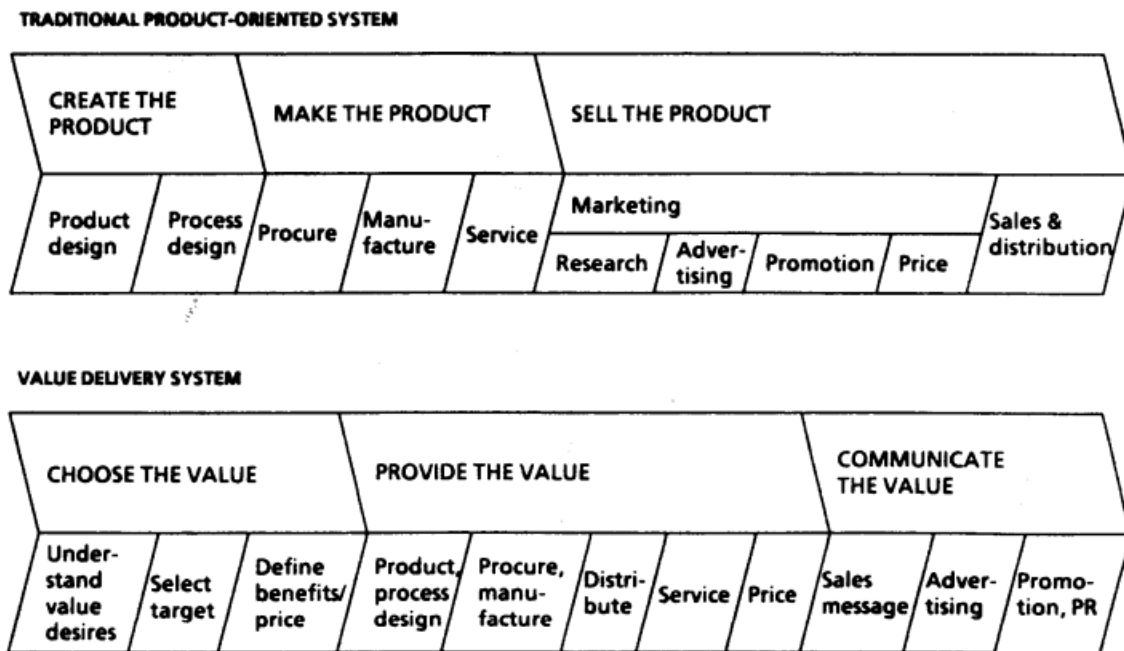 TRADITIONAL PRODUCT-ORIENTED SYSTEM
CREATE THE
PRODUCT
MAKE THE PRODUCT
SELL THE PRODUCT
Product
design
Process
design
Procure
Manu-
facture
Service
Marketing
Research
Adver-
tising
Promotion
Price
Sales &
distribution
VALUE DELIVERY SYSTEM
CHOOSE THE VALUE
PROVIDE THE VALUE
COMMUNICATE
THE VALUE
Under-
stand
value
desires
Select
target
Define
benefits/
price
Product,
process
design
Procure,
manu-
facture
Distri-
bute
Service
Price
Sales
message
Adver-
tising
Promo-
tion, PR